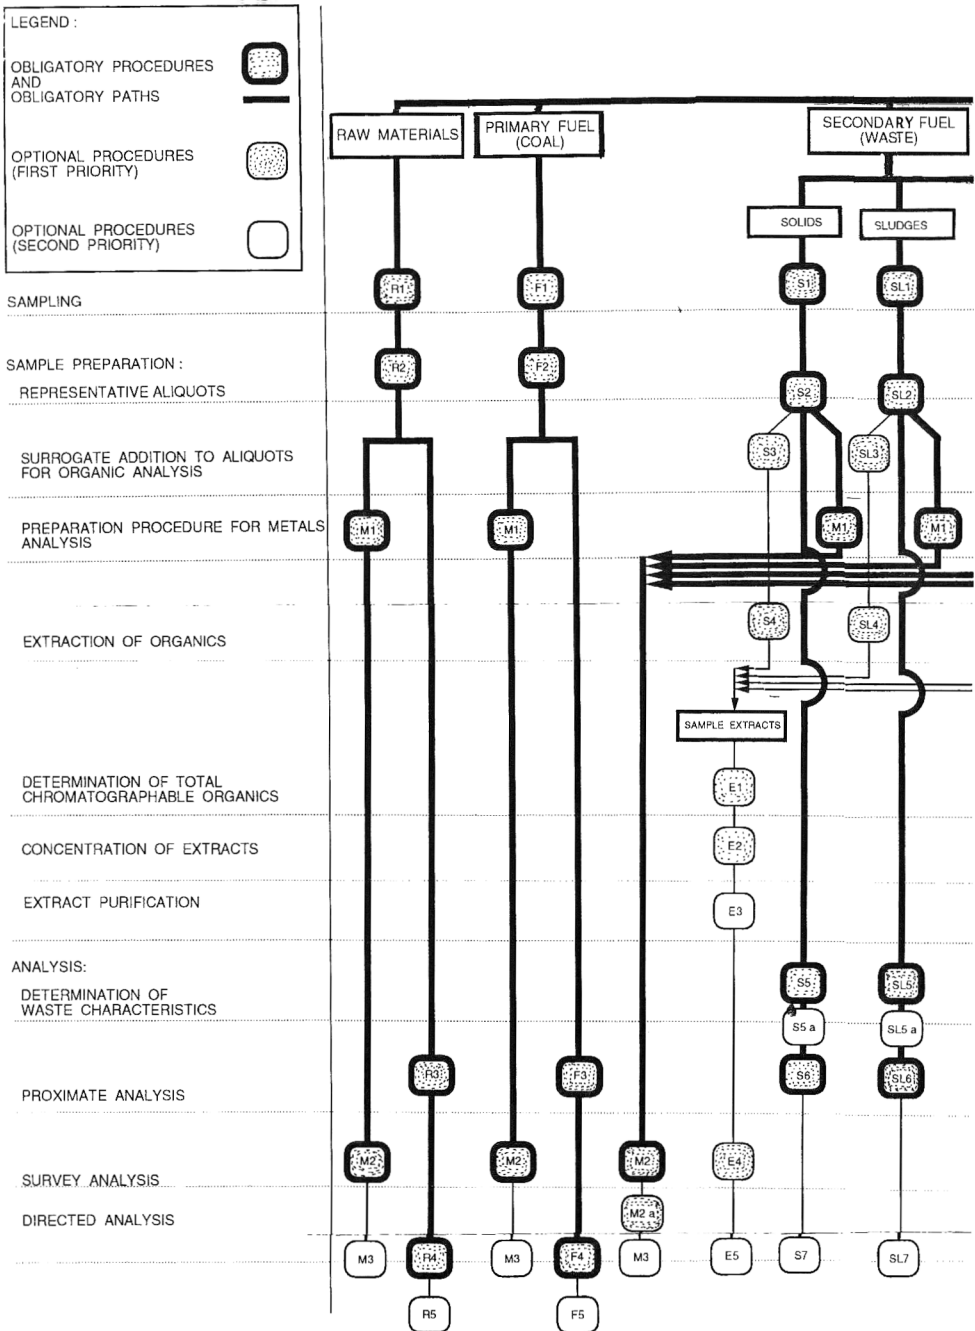 LEGEND :
OBLIGATORY PROCEDURES
AND
OBLIGATORY PATHS
OPTIONAL PROCEDURES
(FIRST PRIORITY)
OPTIONAL PROCEDURES
(SECOND PRIORITY)
RAW MATERIALS
PRIMARY FUEL
(COAL)
SECONDARY FUEL
(WASTE)
SOLIDS
SLUDGES
SAMPLING
R1
F1
S1
SL1
SAMPLE PREPARATION :
REPRESENTATIVE ALIQUOTS
R2
F2
S2
SL2
SURROGATE ADDITION TO ALIQUOTS
FOR ORGANIC ANALYSIS
S3
SL3
PREPARATION PROCEDURE FOR METALS
ANALYSIS
M1
M1
M1
M1
EXTRACTION OF ORGANICS
S4
SL4
SAMPLE EXTRACTS
DETERMINATION OF TOTAL
CHROMATOGRAPHABLE ORGANICS
E1
CONCENTRATION OF EXTRACTS
E2
EXTRACT PURIFICATION
E3
ANALYSIS:
DETERMINATION OF
WASTE CHARACTERISTICS
S5
SL5
S5 a
SL5 a
PROXIMATE ANALYSIS
R3
F3
S6
SL6
SURVEY ANALYSIS
M2
M2
M2
E4
DIRECTED ANALYSIS
M2 a
M3
R4
M3
F4
M3
E5
S7
SL7
R5
F5